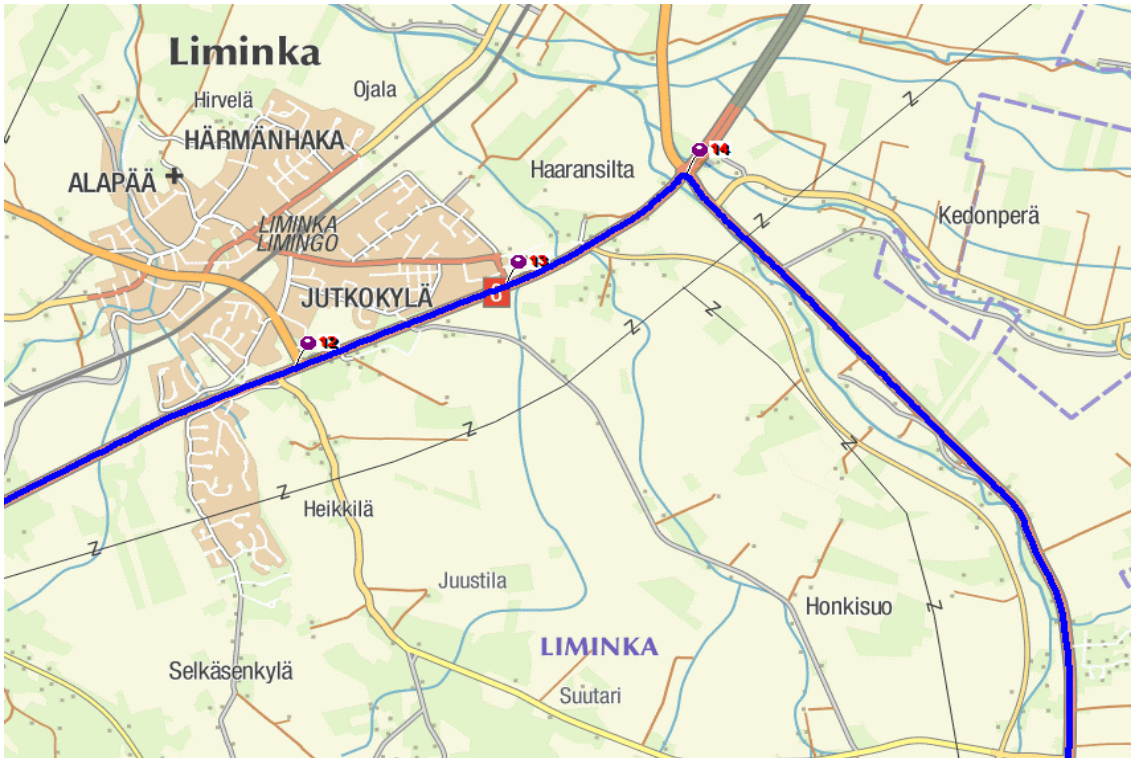 Liminka
Hirvelä
Ojala
HÄRMÄNHAKA
14
Haaransilta
ALAPÄÄ
LIMINKA
LIMINGO
Kedonperä
13
JUTKOKYLÄ
12
Z
Z
Z
Z
Z
Z
Z
Z
Heikkilä
Juustila
Honkisuo
LIMINKA
Selkäsenkylä
Suutari